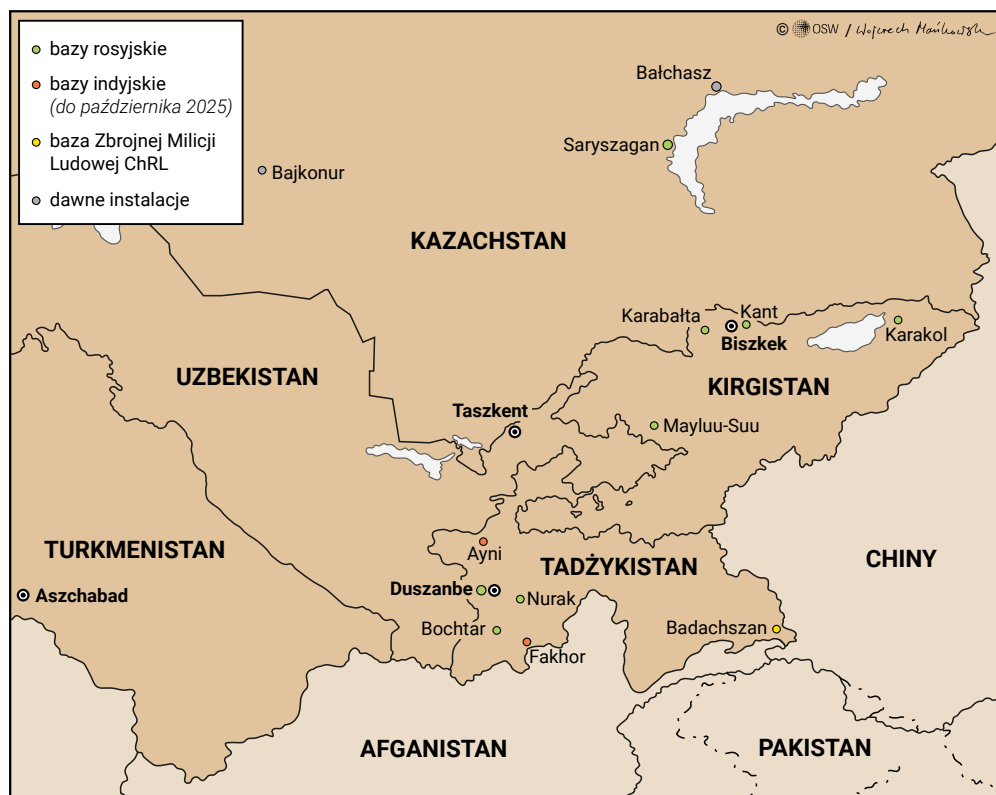 bazy rosyjskie
bazy indyjskie
(do października 2025)
baza Zbrojnej Milicji
Ludowej ChRL
dawne instalacje
© OSW / Wojciech Mańkowski
Bałchasz
Saryszagan
Bajkonur
KAZACHSTAN
Karabałta
Kant
Biszkek
Karakol
UZBEKISTAN
KIRGISTAN
Taszkent
Mayluu-Suu
TURKMENISTAN
Ayni
TADŻYKISTAN
CHINY
Aszchabad
Duszanbe
Nurak
Bochtar
Badachszan
Fakhor
AFGANISTAN
PAKISTAN